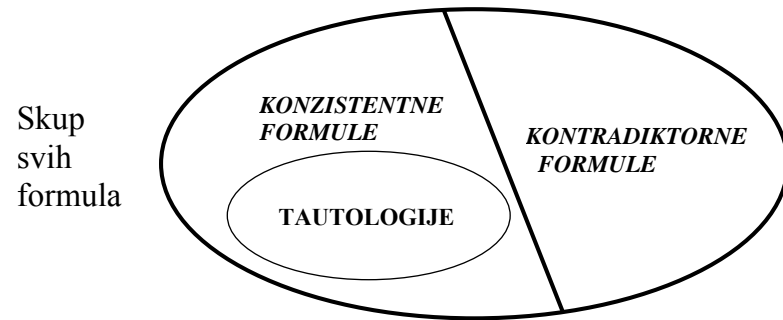 Skup
svih
formula
KONZISTENTNE
FORMULE
KONTRADIKTORNE
FORMULE
TAUTOLOGIJE